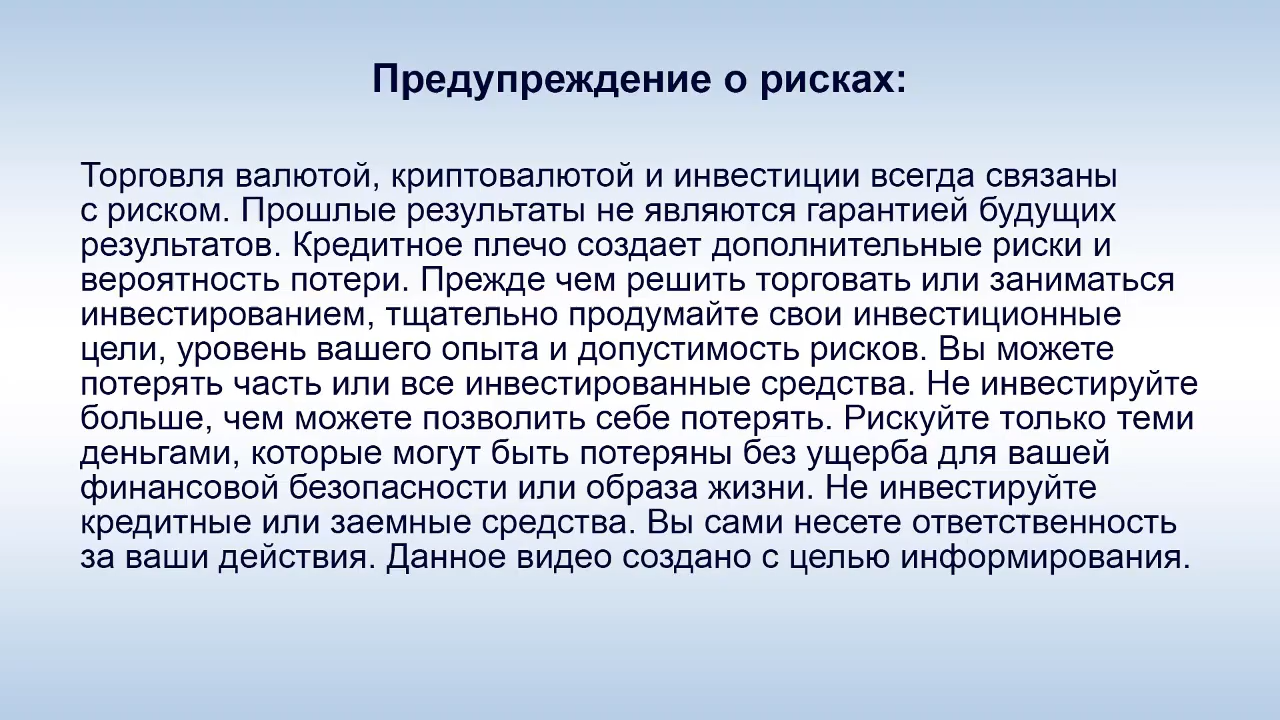 Предупреждение о рисках:
Торговля валютой, криптовалютой и инвестиции всегда связаны
с риском. Прошлые результаты не являются гарантией будущих
результатов. Кредитное плечо создает дополнительные риски и
вероятность потери. Прежде чем решить торговать или заниматься
инвестированием, тщательно продумайте свои инвестиционные
цели, уровень вашего опыта и допустимость рисков. Вы можете
потерять часть или все инвестированные средства. Не инвестируйте
больше, чем можете позволить себе потерять. Рискуйте только теми
деньгами, которые могут быть потеряны без ущерба для вашей
финансовой безопасности или образа жизни. Не инвестируйте
кредитные или заемные средства. Вы сами несете ответственность
за ваши действия. Данное видео создано с целью информирования.